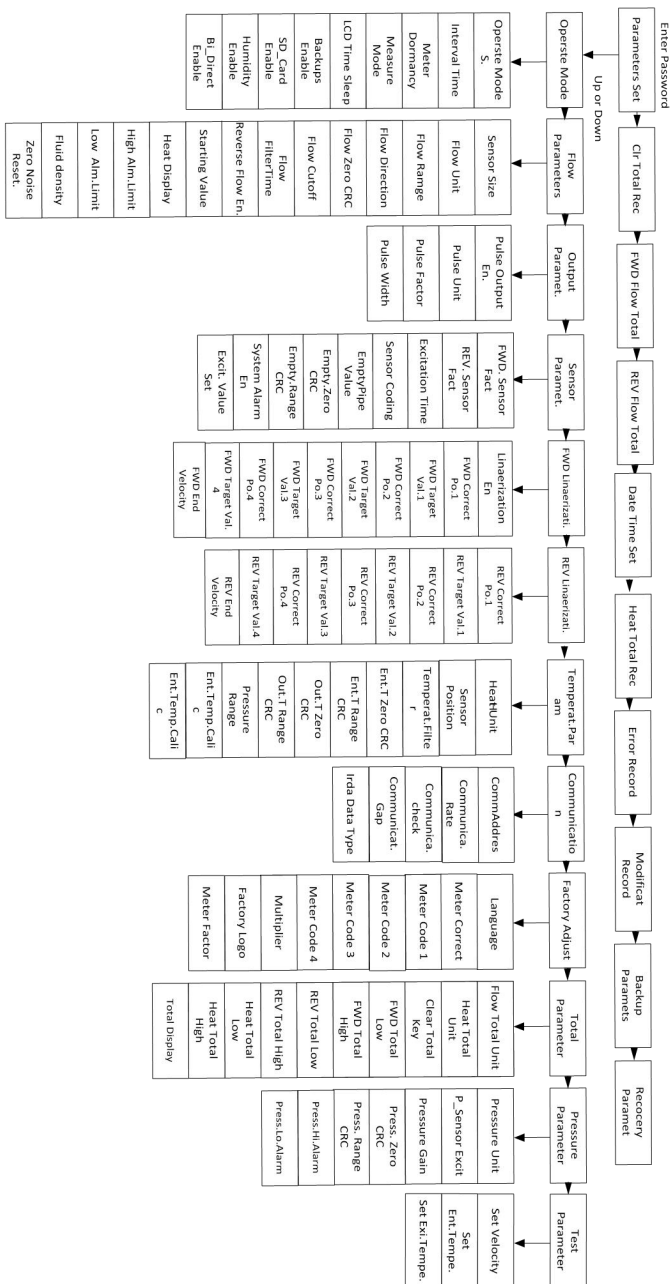 Enter Password
Parameters Set
Clr Total Rec
FWD Flow Total
REV Flow Total
Date Time Set
Heat Total Rec
Error Record
Modificat
Record
Backup
Paramets
Recocery
Paramet
Up or Down
Operste Mode
Flow
Parameters
Output
Paramet.
Sensor
Paramet.
FWD Linaerizati.
REV Linaerizati.
Temperat.Par
am
Communicatio
n
Factory Adjust
Total
Parameter
Pressure
Parameter
Test
Parameter
Operste Mode
S.
Interval Time
Meter
Dormancy
Measure
Mode
LCD Time Sleep
Backups
Enable
SD_Card
Enable
Humidity
Enable
Bi_Direct
Enable
Sensor Size
Flow Unit
Flow Ramge
Flow Direction
Flow Zero CRC
Flow Cutoff
Flow
FilterTime
Reverse Flow En.
Starting Value
Heat Display
High Alm.Limit
Low Alm.Limit
Fluid density
Zero Noise
Reset.
Pulse Output
En.
Pulse Unit
Pulse Factor
Pulse Width
FWD. Sensor
Fact
REV. Sensor
Fact
Excitation Time
Sensor Coding
EmptyPipe
Value
Empty.Zero
CRC
Empty.Range
CRC
System Alarm
En
Excit. Value
Set
Linaerization
En
FWD Correct
Po.1
FWD Target
Val.1
FWD Correct
Po.2
FWD Target
Val.2
FWD Correct
Po.3
FWD Target
Val.3
FWD Correct
Po.4
FWD Target Val.
4
FWD End
Velocity
REV Correct
Po.1
REV Target Val.1
REV Correct
Po.2
REV Target Val.2
REV Correct
Po.3
REV Target Val.3
REV Correct
Po.4
REV Target Val.4
REV End
Velocity
HeatHUnit
Sensor
Position
Temperat.Filte
r
Ent.T Zero CRC
Ent.T Range
CRC
Out.T Zero
CRC
Out.T Range
CRC
Pressure
Range
Ent.Temp.Cali
c
Ent.Temp.Cali
c
CommAddres
Communica.
Rate
Communica.
check
Communicat.
Gap
Irda Data Type
Language
Meter Correct
Meter Code 1
Meter Code 2
Meter Code 3
Meter Code 4
Multiplier
Factory Logo
Meter Factor
Flow Total Unit
Heat Total
Unit
Clear Total
Key
FWD Total
Low
FWD Total
High
REV Total Low
REV Total High
Heat Total
Low
Heat Total
High
Total Display
Pressure Unit
P_Sensor Excit
Pressure Gain
Press. Zero
CRC
Press. Range
CRC
Press.Hi.Alarm
Press.Lo.Alarm
Set Velocity
Set
Ent.Tempe.
Set Exi.Tempe.